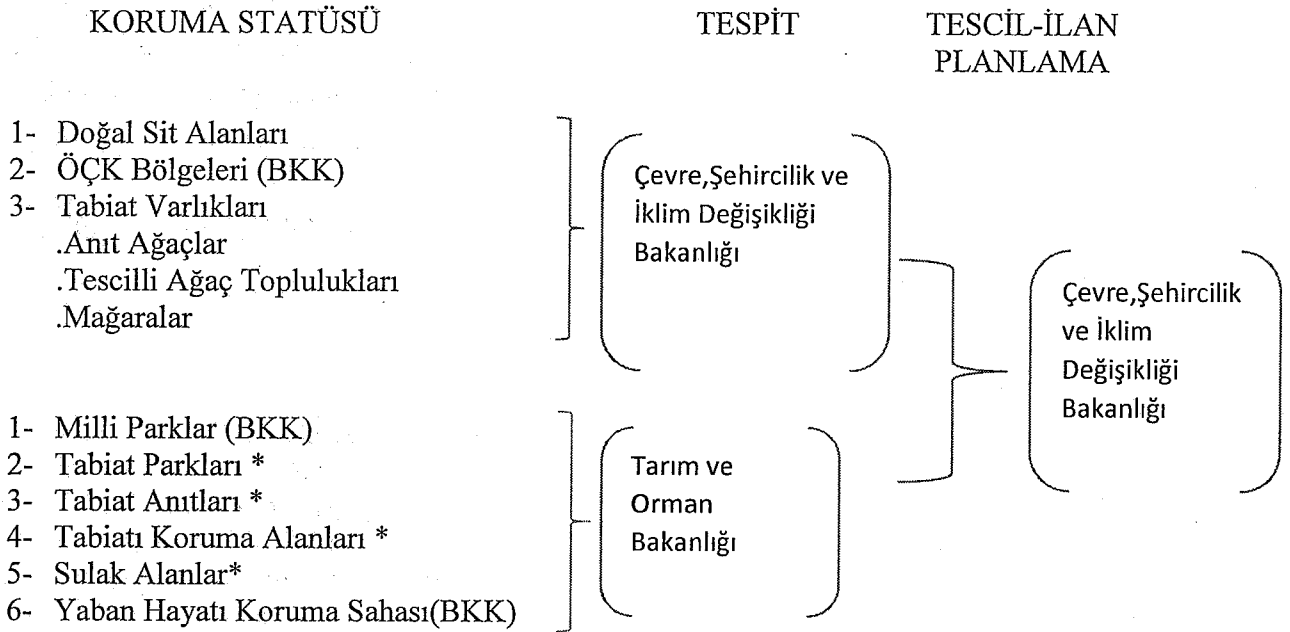 KORUMA STATÜSÜ
TESPİT
TESCİL-İLAN
PLANLAMA
1- Doğal Sit Alanları
2- ÖÇK Bölgeleri (BKK)
3- Tabiat Varlıkları
.Anıt Ağaçlar
.Tescilli Ağaç Toplulukları
.Mağaralar
Çevre,Şehircilik ve
İklim Değişikliği
Bakanlığı
1- Milli Parklar (BKK)
2- Tabiat Parkları *
3- Tabiat Anıtları *
4- Tabiatı Koruma Alanları *
5- Sulak Alanlar*
6- Yaban Hayatı Koruma Sahası(BKK)
Tarım ve
Orman
Bakanlığı
Çevre,Şehircilik
ve İklim
Değişikliği
Bakanlığı